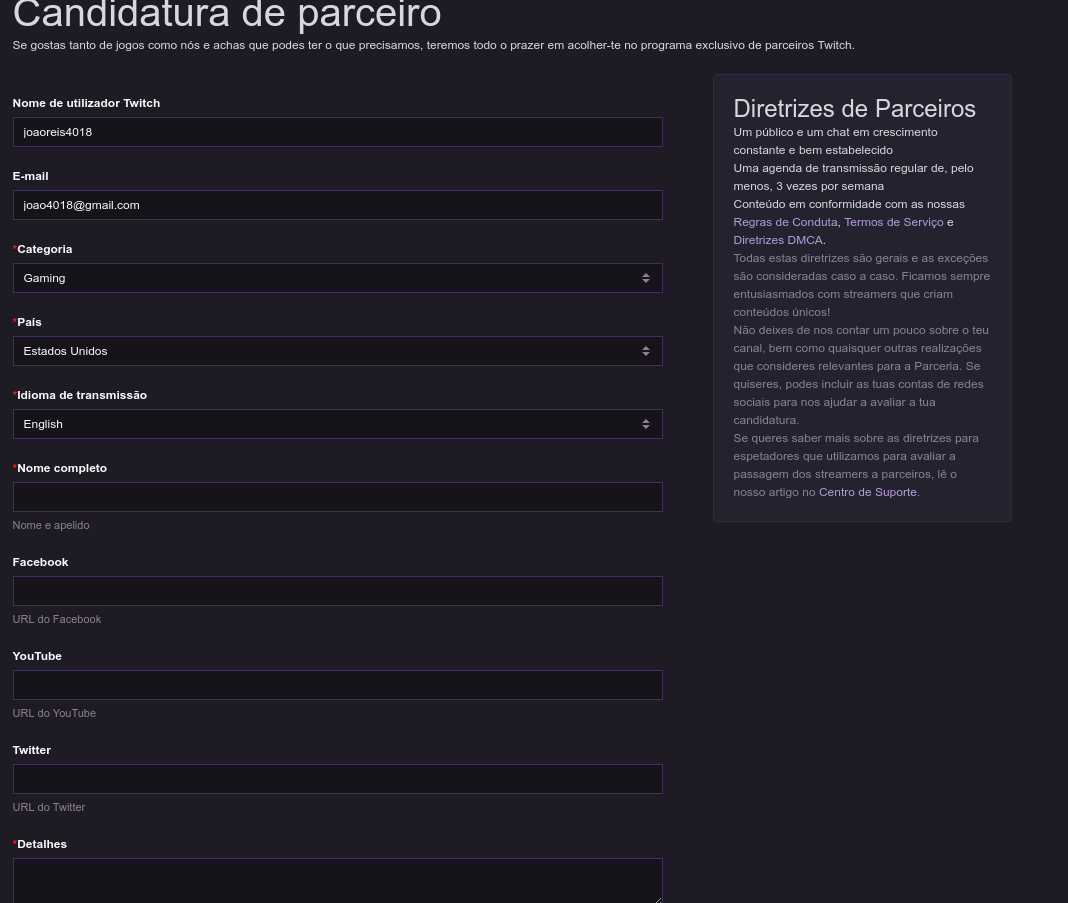 Candidatura de parceiro
Se gostas tanto de jogos como nós e achas que podes ter o que precisamos, teremos todo o prazer em acolher-te no programa exclusivo de parceiros Twitch.
Nome de utilizador Twitch
joaoreis4018
E-mail
joao4018@gmail.com
*Categoria
Gaming
*País
Estados Unidos
*Idioma de transmissão
English
*Nome completo
Nome e apelido
Facebook
URL do Facebook
YouTube
URL do YouTube
Twitter
URL do Twitter
*Detalhes
Diretrizes de Parceiros
Um público e um chat em crescimento
constante e bem estabelecido
Uma agenda de transmissão regular de, pelo
menos, 3 vezes por semana
Conteúdo em conformidade com as nossas
Regras de Conduta, Termos de Serviço e
Diretrizes DMCA.
Todas estas diretrizes são gerais e as exceções
são consideradas caso a caso. Ficamos sempre
entusiasmados com streamers que criam
conteúdos únicos!
Não deixes de nos contar um pouco sobre o teu
canal, bem como quaisquer outras realizações
que consideres relevantes para a Parceria. Se
quiseres, podes incluir as tuas contas de redes
sociais para nos ajudar a avaliar a tua
candidatura.
Se queres saber mais sobre as diretrizes para
espetadores que utilizamos para avaliar a
passagem dos streamers a parceiros, lê o
nosso artigo no Centro de Suporte.